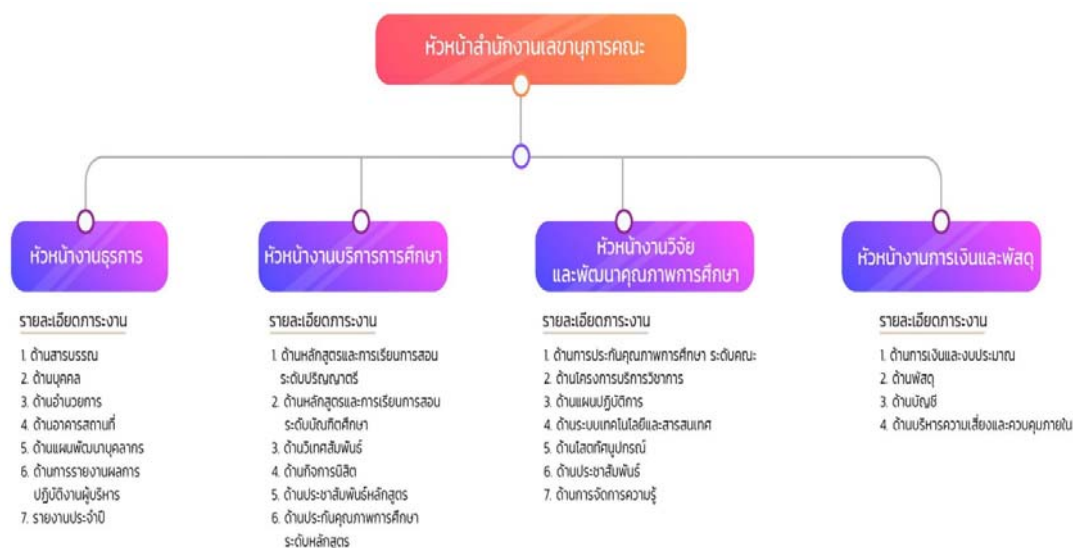 หัวหน้าสำนักงานเลขานุการคณะ
หัวหน้างานธุรการ
รายละเอียดภาระงาน
1. ด้านสารบรรณ
2. ด้านบุคคล
3. ด้านอำนวยการ
4. ด้านอาคารสถานที่
5. ด้านแผนพัฒนาบุคลากร
6. ด้านการรายงานผลการ
ปฏิบัติงานผู้บริหาร
7. รายงานประจำปี
หัวหน้างานบริการการศึกษา
รายละเอียดภาระงาน
1. ด้านหลักสูตรและการเรียนการสอน
ระดับปริญญาตรี
2. ด้านหลักสูตรและการเรียนการสอน
ระดับบัณฑิตศึกษา
3. ด้านวิเทศสัมพันธ์
4. ด้านกิจการนิสิต
5. ด้านประชาสัมพันธ์หลักสูตร
6. ด้านประกันคุณภาพการศึกษา
ระดับหลักสูตร
หัวหน้างานวิจัย
และพัฒนาคุณภาพการศึกษา
รายละเอียดภาระงาน
1. ด้านการประกันคุณภาพการศึกษา ระดับคณะ
2. ด้านโครงการบริการวิชาการ
3. ด้านแผนปฏิบัติการ
4. ด้านระบบเทคโนโลยีและสารสนเทศ
5. ด้านโสตทัศนูปกรณ์
6. ด้านประชาสัมพันธ์
7. ด้านการจัดการความรู้
หัวหน้างานการเงินและพัสดุ
รายละเอียดภาระงาน
1. ด้านการเงินและงบประมาณ
2. ด้านพัสดุ
3. ด้านบัญชี
4. ด้านบริหารความเสี่ยงและควบคุมภายใน